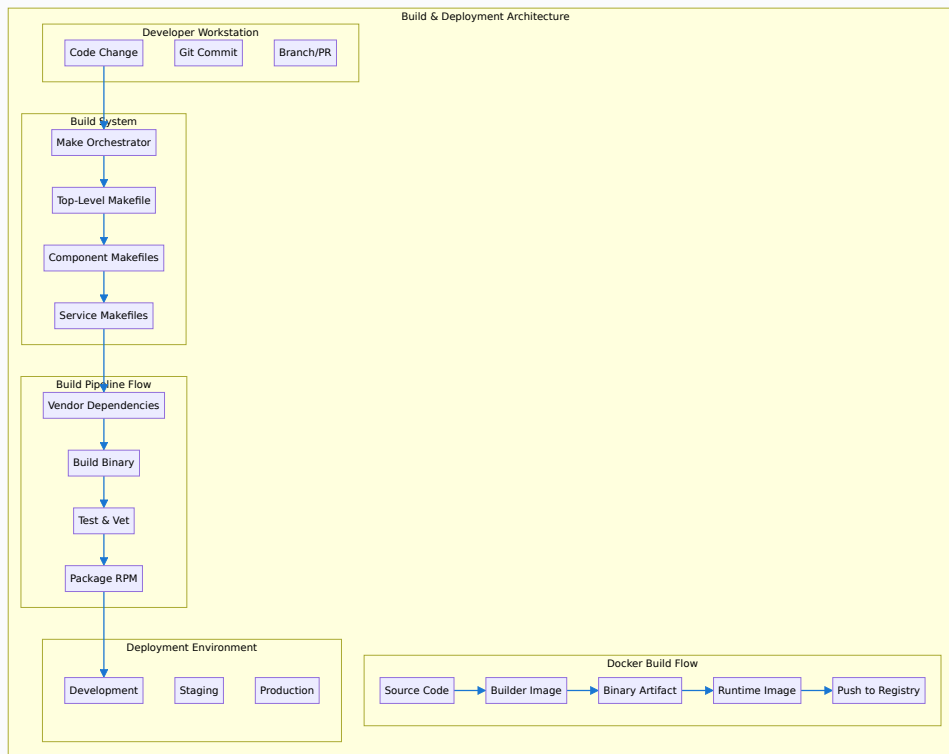 Build & Deployment Architecture
Developer Workstation
Code Change
Git Commit
Branch/PR
Build System
Make Orchestrator
Top-Level Makefile
Component Makefiles
Service Makefiles
Build Pipeline Flow
Vendor Dependencies
Build Binary
Test & Vet
Package RPM
Deployment Environment
Development
Staging
Production
Docker Build Flow
Source Code
Builder Image
Binary Artifact
Runtime Image
Push to Registry